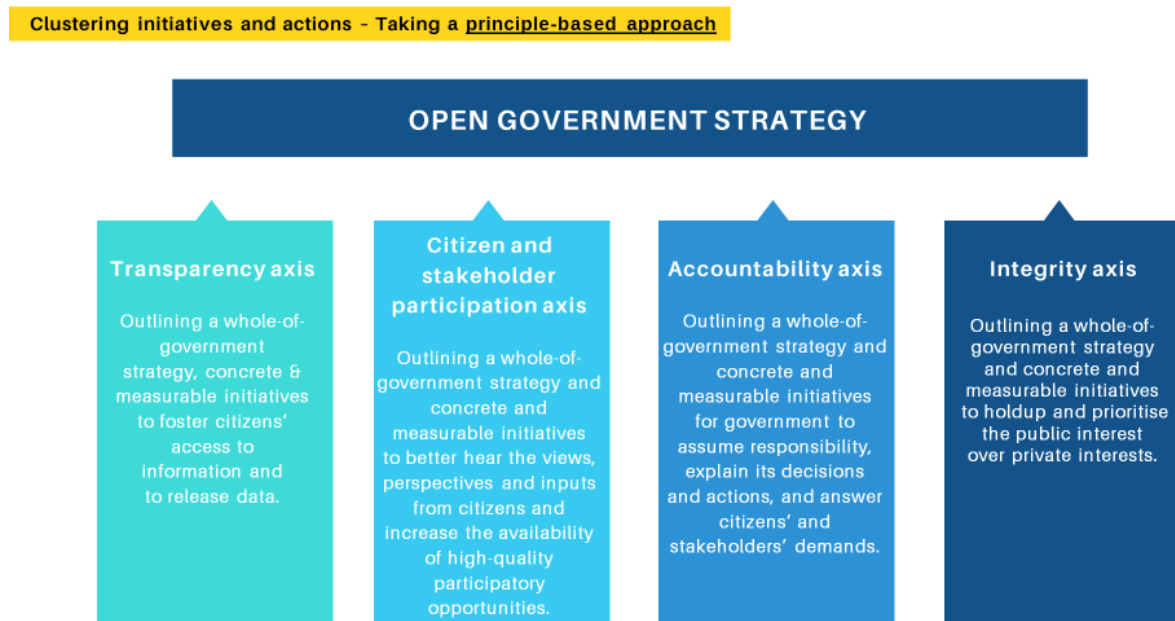 Clustering initiatives and actions – Taking a principle-based approach
OPEN GOVERNMENT STRATEGY
Transparency axis
Outlining a whole-of-
government
strategy, concrete &
measurable initiatives
to foster citizens'
access to
information and
to release data.
Citizen and
stakeholder
participation axis
Outlining a whole-of-
government strategy and
concrete and
measurable initiatives
to better hear the views,
perspectives and inputs
from citizens and
increase the availability
of high-quality
participatory
opportunities.
Accountability axis
Outlining a whole-of-
government strategy and
concrete and
measurable initiatives
for government to
assume responsibility,
explain its decisions
and actions, and answer
citizens' and
stakeholders' demands.
Integrity axis
Outlining a whole-of-
government strategy
and concrete and
measurable initiatives
to holdup and prioritise
the public interest
over private interests.